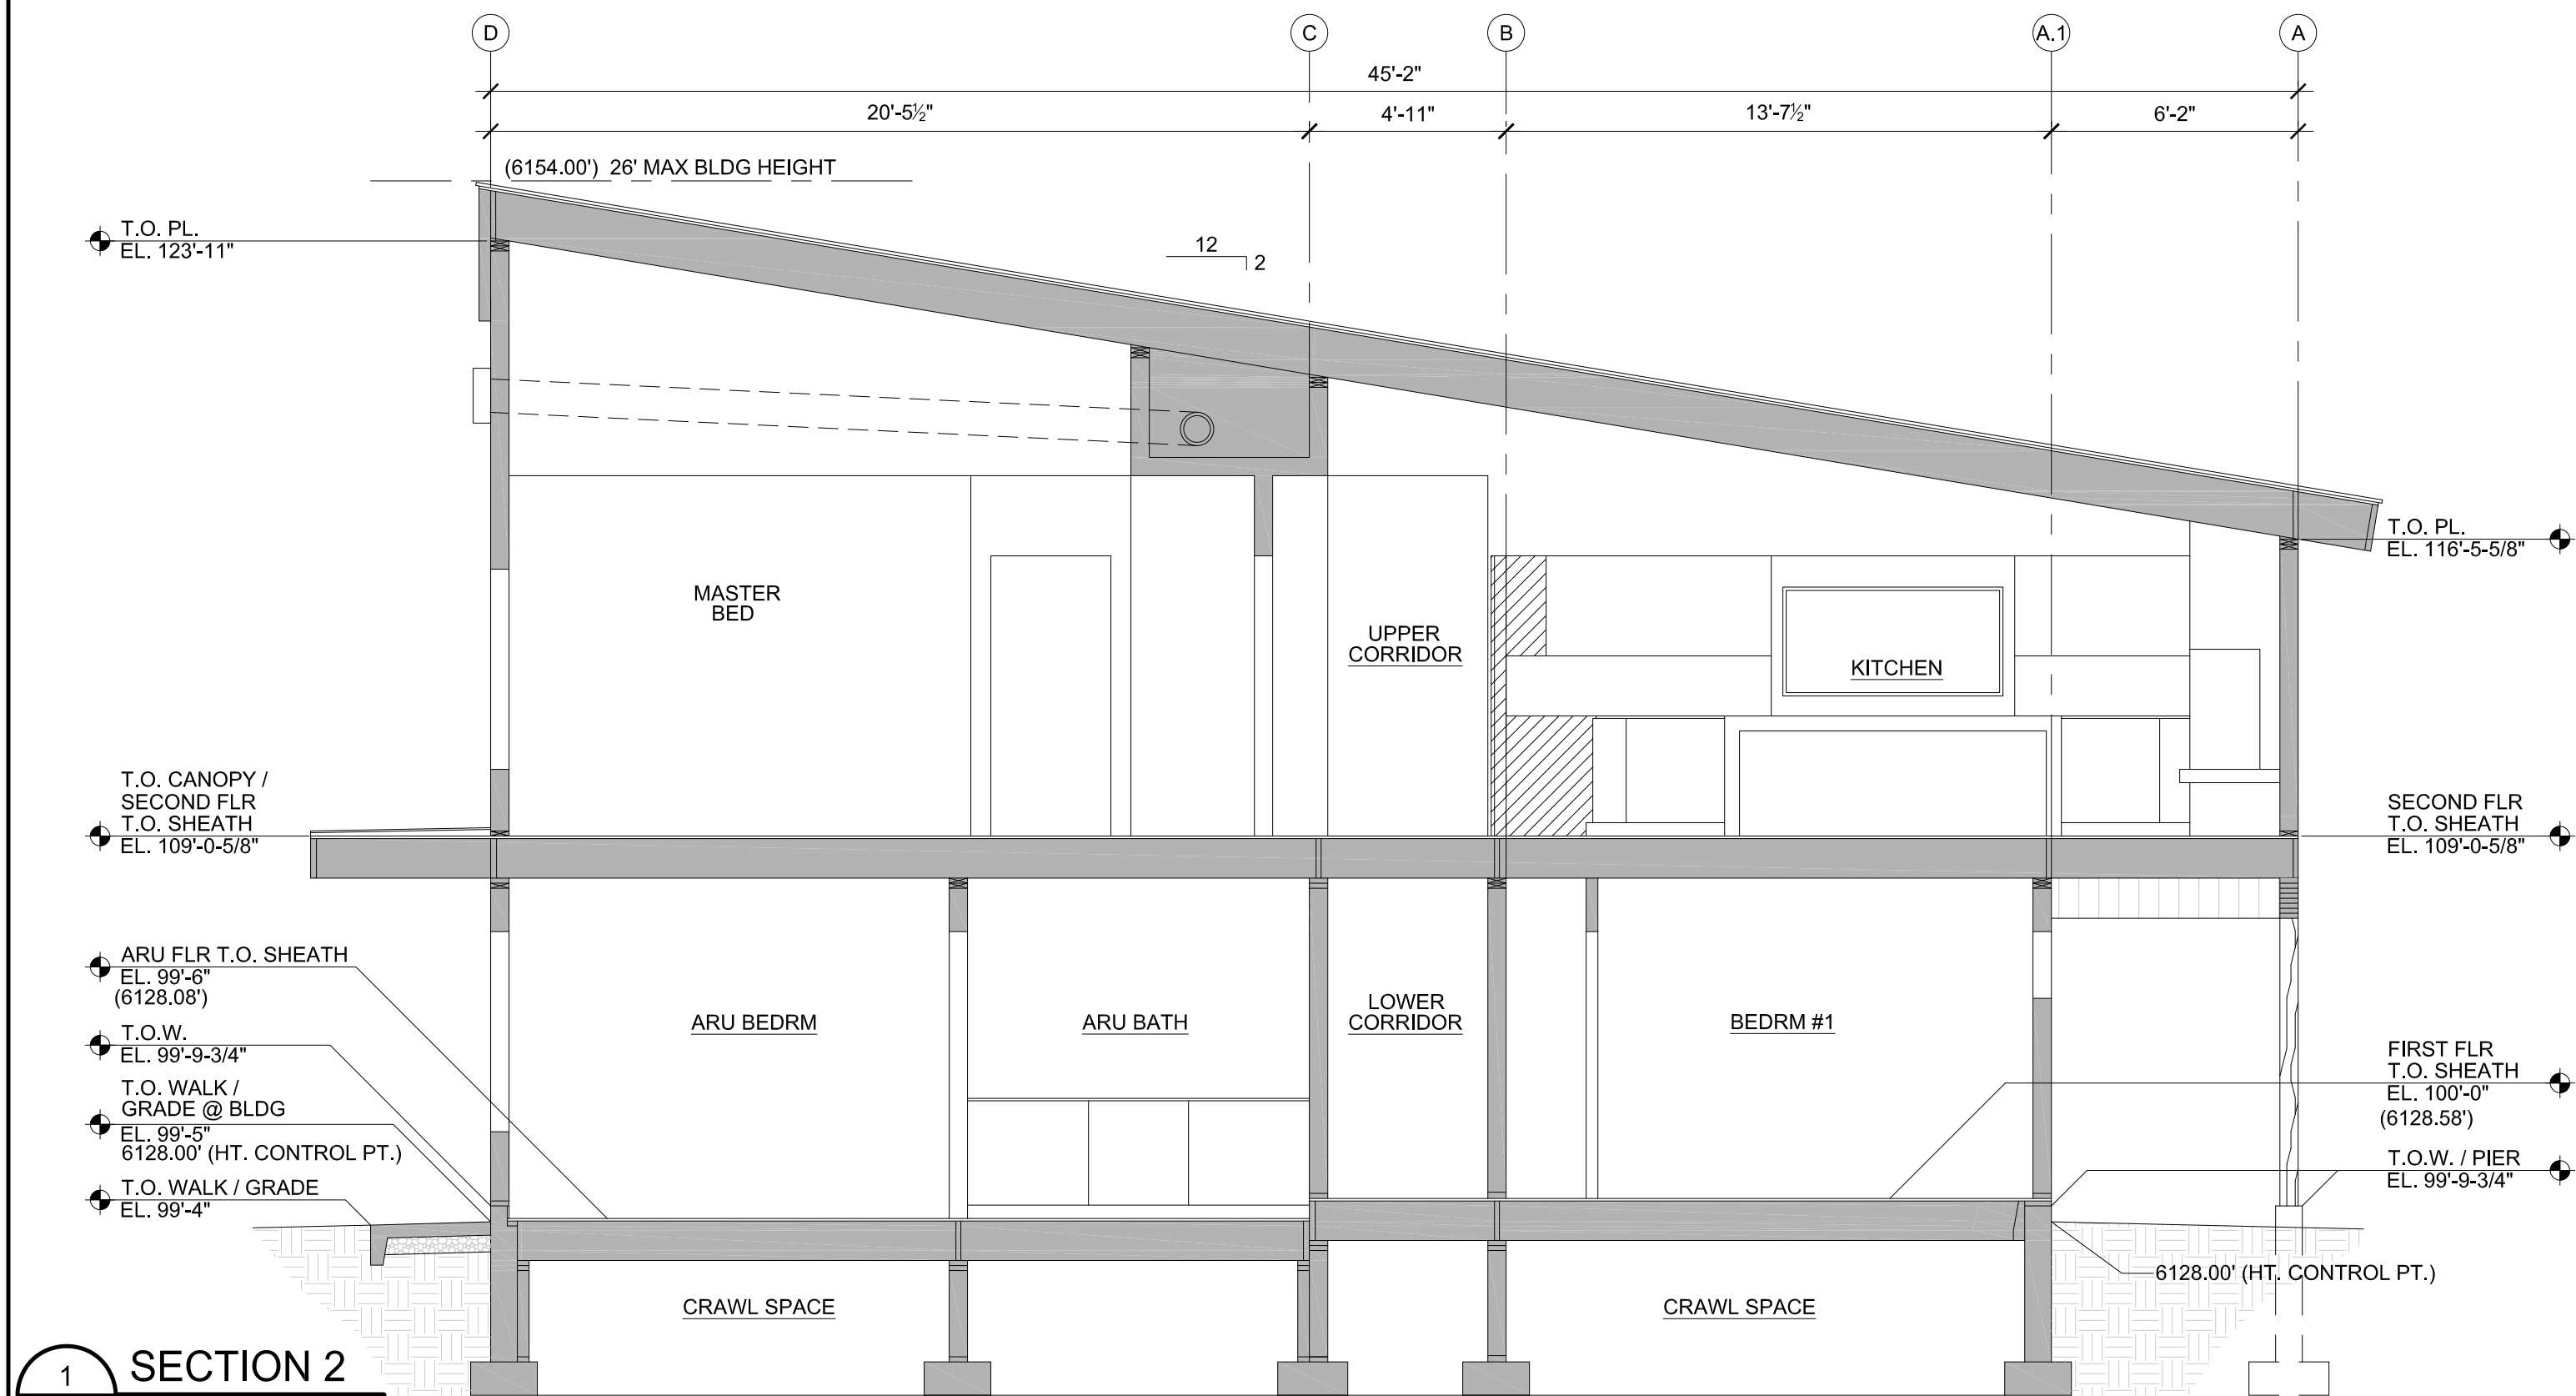 D
C
B
A.1
A
45'-2"
20'-5½"
4'-11"
13'-7½"
6'-2"
(6154.00') 26' MAX BLDG HEIGHT
T.O. PL.
EL. 123'-11"
12
2
T.O. PL.
EL. 116'-5-5/8"
MASTER
BED
UPPER
CORRIDOR
KITCHEN
T.O. CANOPY /
SECOND FLR
T.O. SHEATH
EL. 109'-0-5/8"
SECOND FLR
T.O. SHEATH
EL. 109'-0-5/8"
ARU FLR T.O. SHEATH
EL. 99'-6"
(6128.08')
T.O.W.
EL. 99'-9-3/4"
T.O. WALK /
GRADE @ BLDG
EL. 99'-5"
6128.00' (HT. CONTROL PT.)
T.O. WALK / GRADE
EL. 99'-4"
ARU BEDRM
ARU BATH
LOWER
CORRIDOR
BEDRM #1
FIRST FLR
T.O. SHEATH
EL. 100'-0"
(6128.58')
T.O.W. / PIER
EL. 99'-9-3/4"
6128.00' (HT. CONTROL PT.)
CRAWL SPACE
CRAWL SPACE
1
SECTION 2